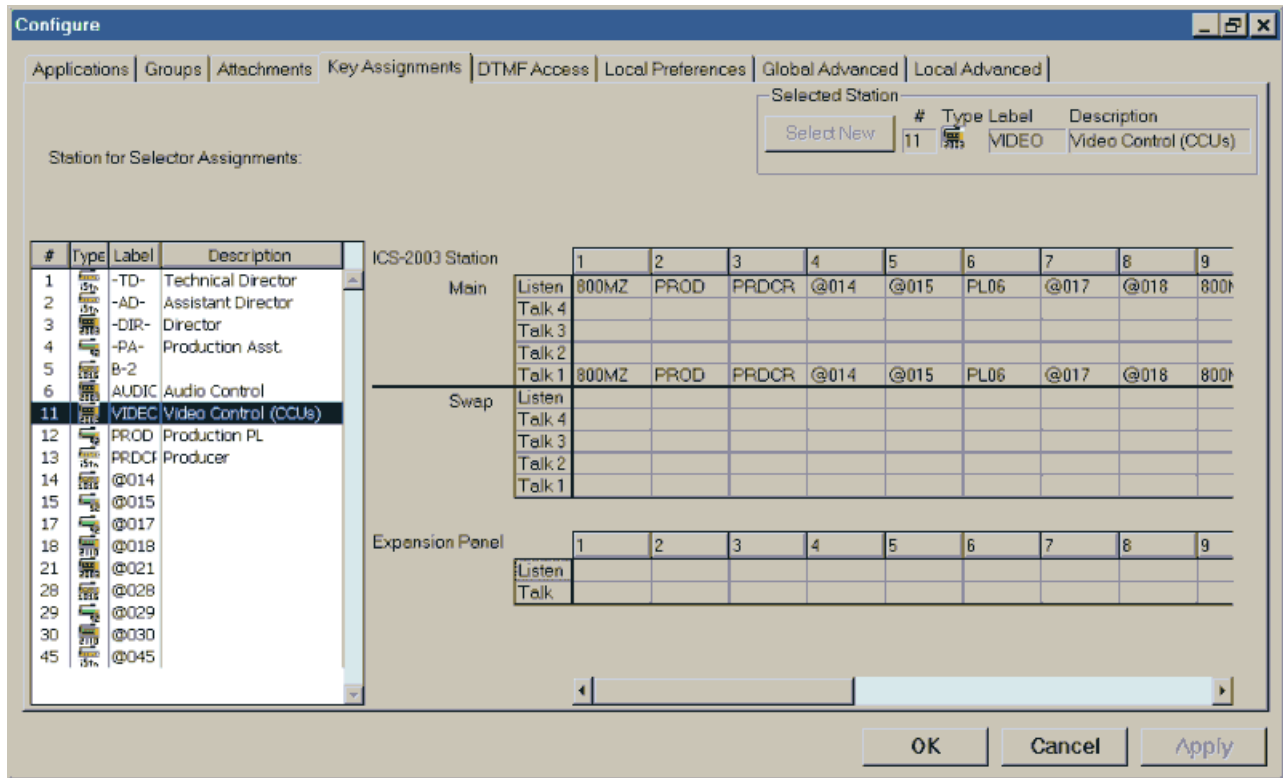 Configure
Applications Groups Attachments Key Assignments DTMF Access Local Preferences Global Advanced Local Advanced
Selected Station
# Type Label Description
Select New 11 VIDEO Video Control (CCUs)
Station for Selector Assignments:
# Type Label Description
1 -TD- Technical Director
2 -AD- Assistant Director
3 -DIR- Director
4 -PA- Production Asst.
5 B-2
6 AUDIC Audio Control
11 VIDEC Video Control (CCUs)
12 PROD Production PL
13 PRDCF Producer
14 @014
15 @015
17 @017
18 @018
21 @021
28 @028
29 @029
30 @030
45 @045
ICS-2003 Station 1 2 3 4 5 6 7 8 9
Main Listen 800MZ PROD PRDCR @014 @015 PL06 @017 @018 800M
Talk 4
Talk 3
Talk 2
Talk 1 800MZ PROD PRDCR @014 @015 PL06 @017 @018 800M
Swap Listen
Talk 4
Talk 3
Talk 2
Talk 1
Expansion Panel 1 2 3 4 5 6 7 8 9
Listen
Talk
OK Cancel Apply